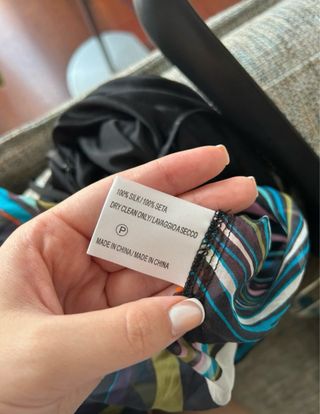 100% SILK/100% SETA
DRY CLEAN ONLY/LAVAGGIO A SECCO
P
MADE IN CHINA/MADE IN CHINA